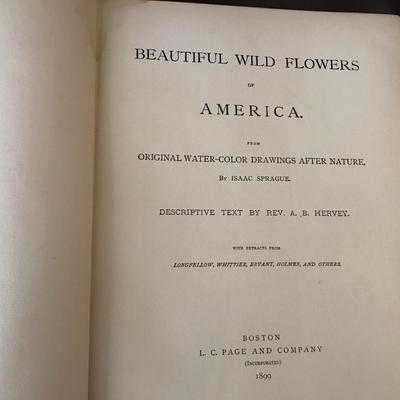 BEAUTIFUL WILD FLOWERS
OF
AMERICA.
FROM
ORIGINAL WATER-COLOR DRAWINGS AFTER NATURE,
BY ISAAC SPRAGUE.
DESCRIPTIVE TEXT BY REV. A. B. HERVEY.
WITH EXTRACTS FROM
LONGFELLOW, WHITTIER, BRYANT, HOLMES, AND OTHERS.
BOSTON
L. C. PAGE AND COMPANY
(INCORPORATED)
1899